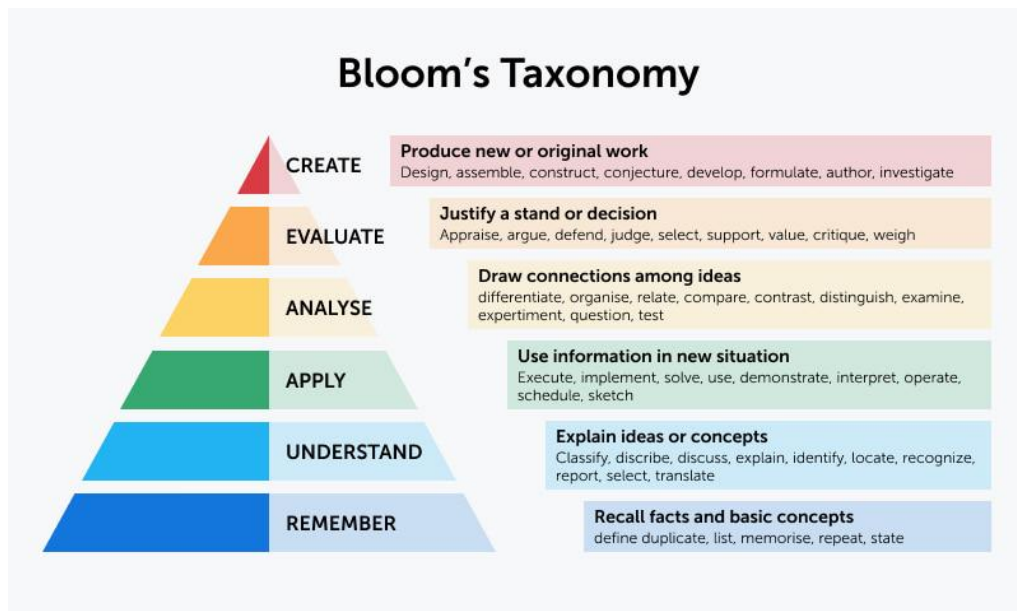 Bloom's Taxonomy
CREATE
Produce new or original work
Design, assemble, construct, conjecture, develop, formulate, author, investigate
EVALUATE
Justify a stand or decision
Appraise, argue, defend, judge, select, support, value, critique, weigh
ANALYSE
Draw connections among ideas
differentiate, organise, relate, compare, contrast, distinguish, examine,
expertiment, question, test
APPLY
Use information in new situation
Execute, implement, solve, use, demonstrate, interpret, operate,
schedule, sketch
UNDERSTAND
Explain ideas or concepts
Classify, discribe, discuss, explain, identify, locate, recognize,
report, select, translate
REMEMBER
Recall facts and basic concepts
define duplicate, list, memorise, repeat, state